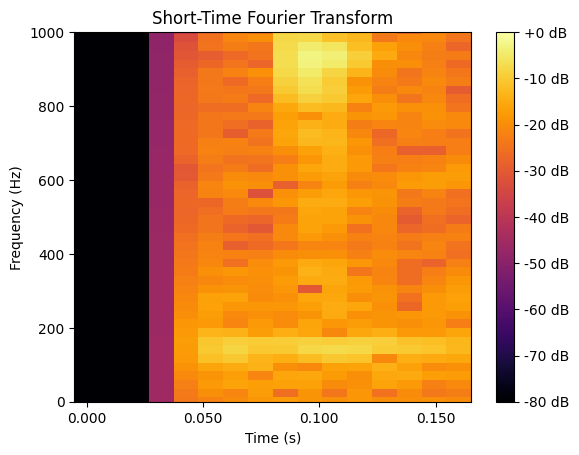 Short-Time Fourier Transform
1000
800
600
400
200
0
Frequency (Hz)
0.000
0.050
0.100
0.150
Time (s)
+0 dB
-10 dB
-20 dB
-30 dB
-40 dB
-50 dB
-60 dB
-70 dB
-80 dB